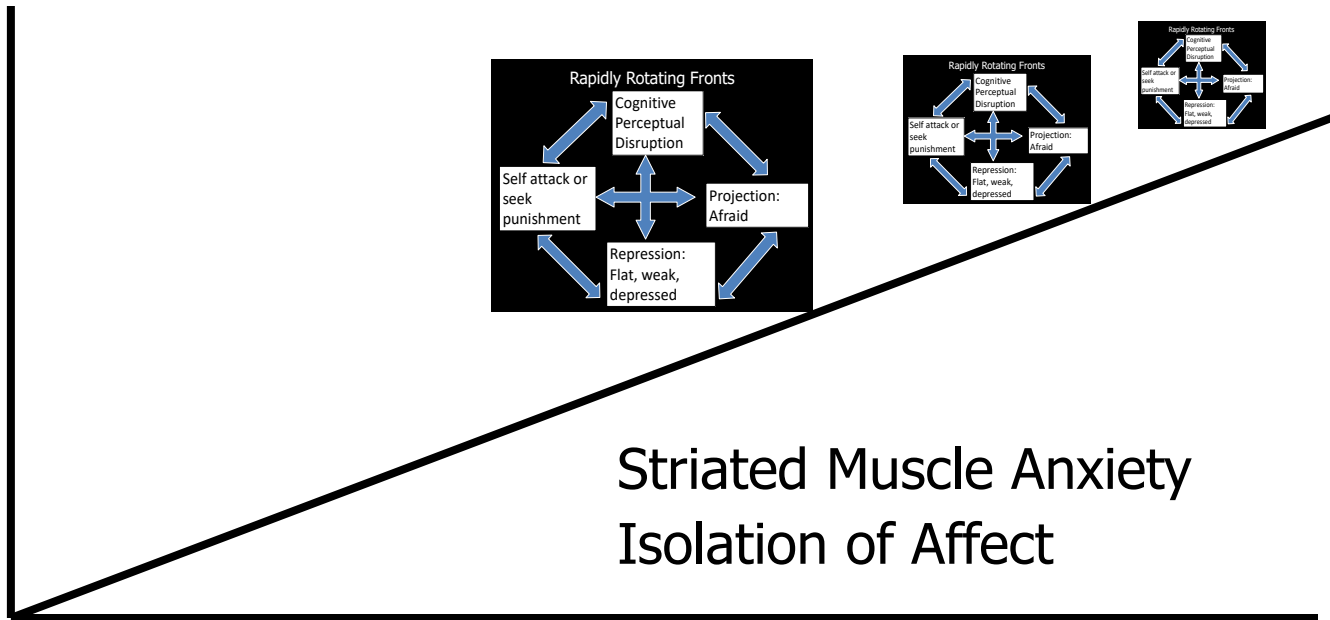 Rapidly Rotating Fronts
Cognitive
Perceptual
Disruption
Self attack or
seek
punishment
Projection:
Afraid
Repression:
Flat, weak,
depressed
Rapidly Rotating Fronts
Cognitive
Perceptual
Disruption
Self attack or
seek
punishment
Projection:
Afraid
Repression:
Flat, weak,
depressed
Rapidly Rotating Fronts
Cognitive
Perceptual
Disruption
Self attack or
seek
punishment
Projection:
Afraid
Repression:
Flat, weak,
depressed
Striated Muscle Anxiety
Isolation of Affect